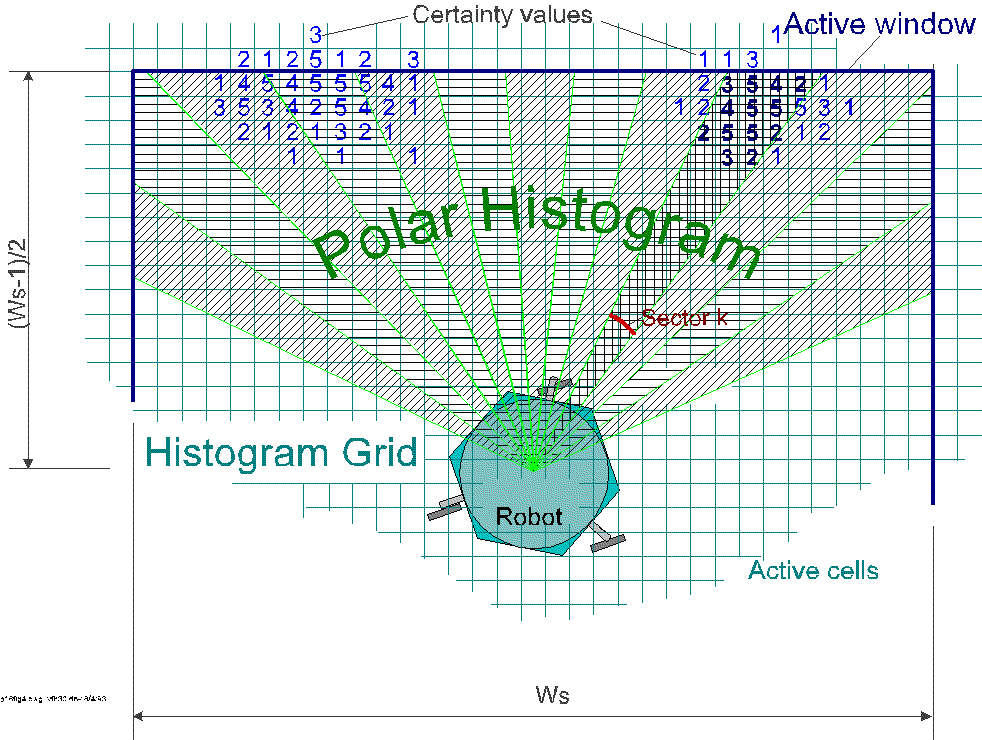 Certainty values
Active window
3 1
2 1 2 5 1 2 3 1 1 3
1 4 5 4 5 5 5 4 1 2 3 5 4 2 1
3 5 3 4 2 5 4 2 1 1 2 4 5 5 5 3 1
2 1 2 1 3 2 1 2 5 5 2 1 2
1 1 1 3 2 1
Polar Histogram
(Ws-1)/2
Sector k
Histogram Grid
Robot
Active cells
Ws